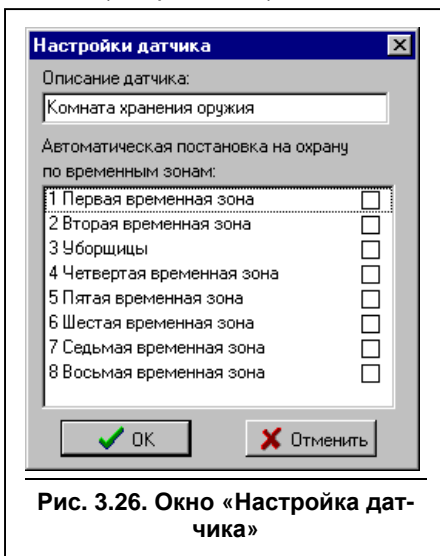 Настройки датчика
Описание датчика:
Комната хранения оружия
Автоматическая постановка на охрану
по временным зонам:
1 Первая временная зона
2 Вторая временная зона
3 Уборщицы
4 Четвертая временная зона
5 Пятая временная зона
6 Шестая временная зона
7 Седьмая временная зона
8 Восьмая временная зона
OK
Отменить
Рис. 3.26. Окно «Настройка дат-
чика»